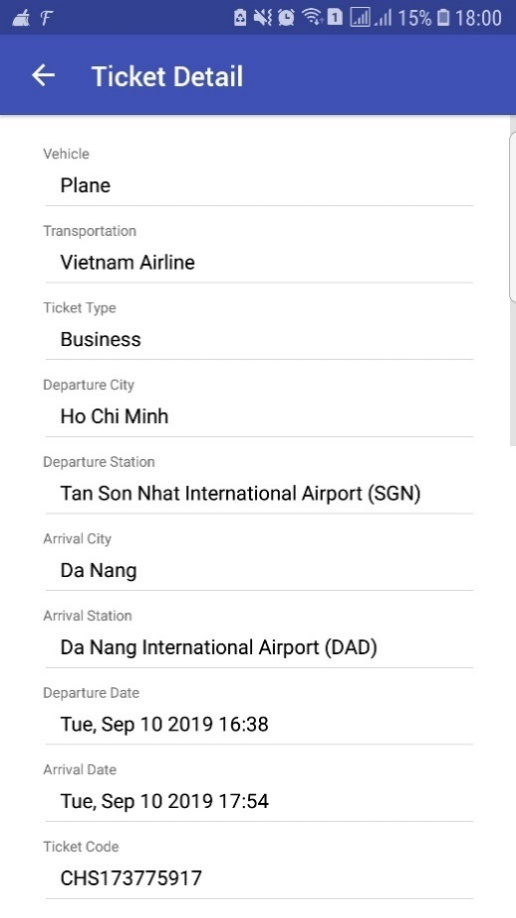 F 1 15% 18:00
Ticket Detail
Vehicle
Plane
Transportation
Vietnam Airline
Ticket Type
Business
Departure City
Ho Chi Minh
Departure Station
Tan Son Nhat International Airport (SGN)
Arrival City
Da Nang
Arrival Station
Da Nang International Airport (DAD)
Departure Date
Tue, Sep 10 2019 16:38
Arrival Date
Tue, Sep 10 2019 17:54
Ticket Code
CHS173775917